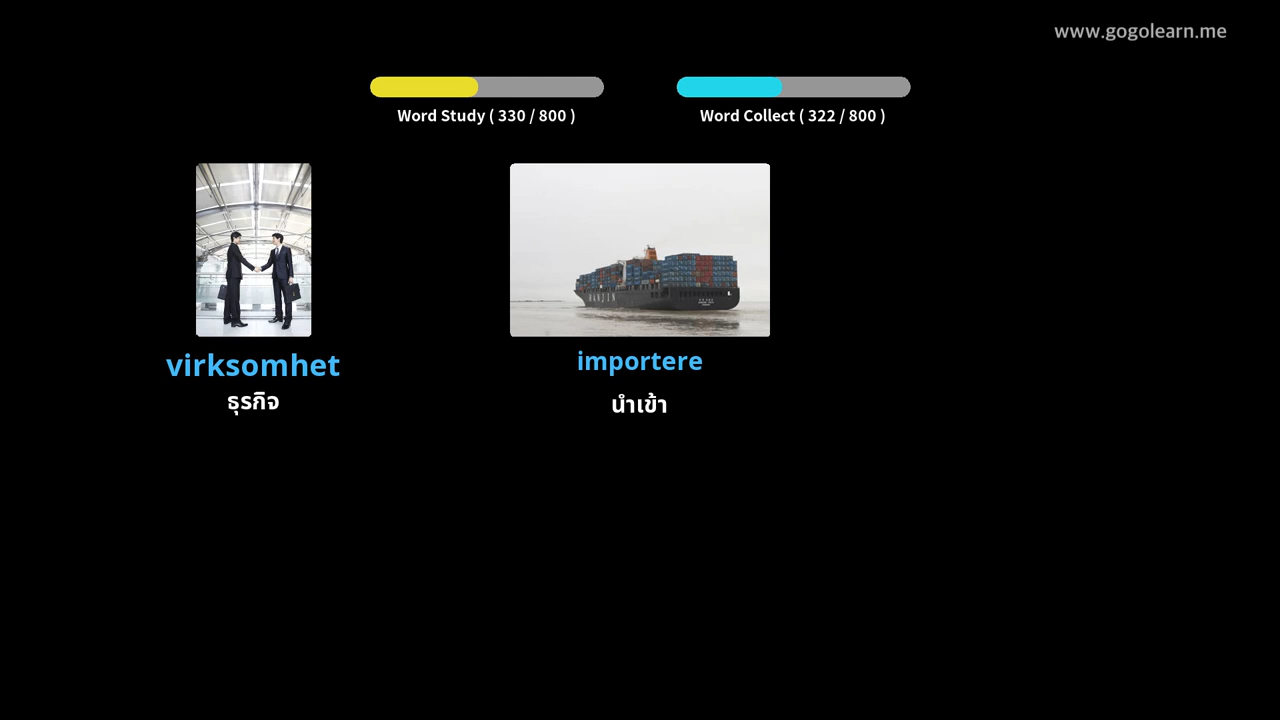 www.gogolearn.me
Word Study ( 330 / 800 )
Word Collect ( 322 / 800 )
virksomhet
ธุรกิจ
importere
นำเข้า
HANJIN